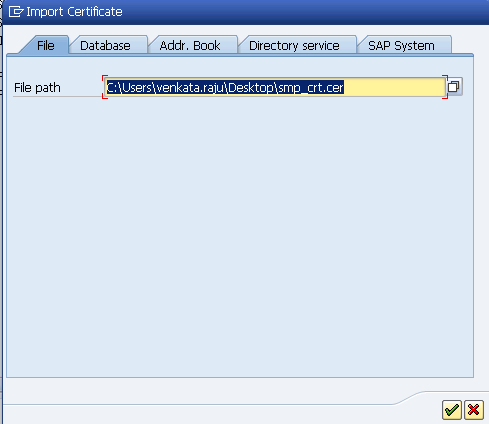 Import Certificate
File Database Addr. Book Directory service SAP System
File path C:\Users\venkata.raju\Desktop\smp_crt.cer